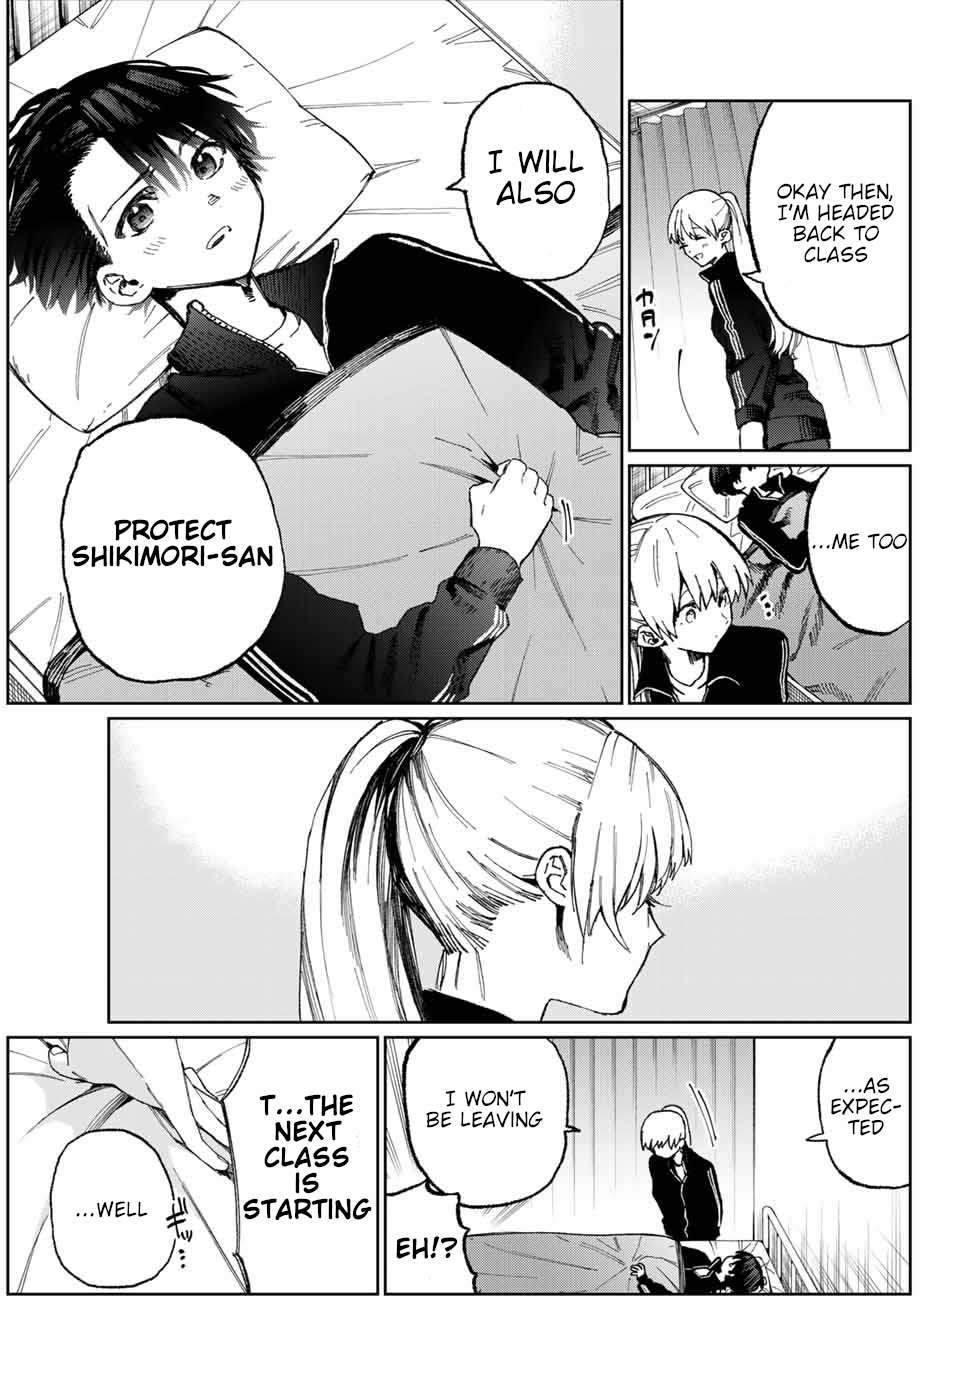 OKAY THEN,
I'M HEADED
BACK TO
CLASS
カタン
...ME TOO
I WILL
ALSO
PROTECT
SHIKIMORI-SAN
...AS
EXPEC-
TED
I WON'T
BE LEAVING
EH!?
T...THE
NEXT
CLASS
IS
STARTING
...WELL